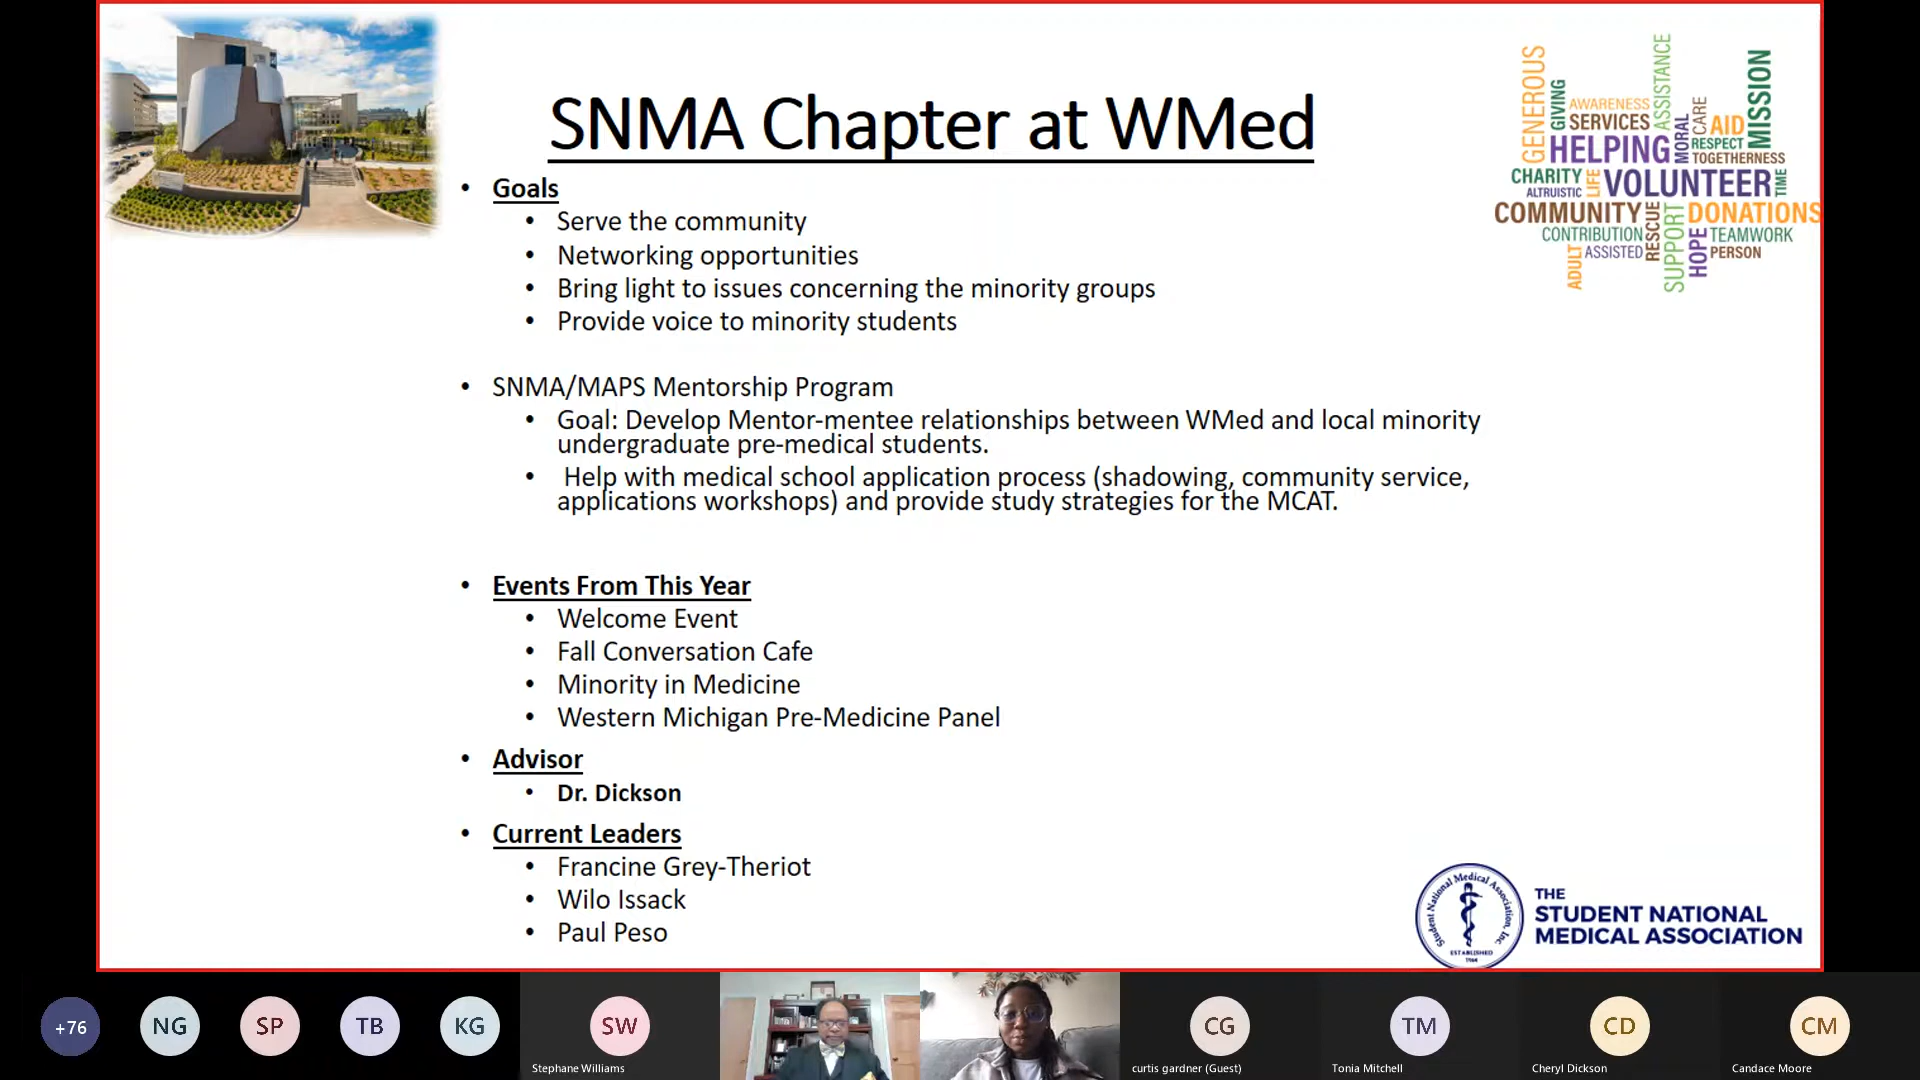 SNMA Chapter at WMed
• Goals
• Serve the community
• Networking opportunities
• Bring light to issues concerning the minority groups
• Provide voice to minority students
• SNMA/MAPS Mentorship Program
• Goal: Develop Mentor-mentee relationships between WMed and local minority
undergraduate pre-medical students.
• Help with medical school application process (shadowing, community service,
applications workshops) and provide study strategies for the MCAT.
• Events From This Year
• Welcome Event
• Fall Conversation Cafe
• Minority in Medicine
• Western Michigan Pre-Medicine Panel
• Advisor
• Dr. Dickson
• Current Leaders
• Francine Grey-Theriot
• Wilo Issack
• Paul Peso
GENEROUS
GIVING
AWARENESS
SERVICES
ASSISTANCE
MORAL
CARE
AID
MISSION
HELPING
RESPECT
TOGETHERNESS
CHARITY
ALTRUISTIC
LIFE
VOLUNTEER
TIME
COMMUNITY
RESCUE
SUPPORT
DONATIONS
CONTRIBUTION
HOPE
TEAMWORK
ADULT
ASSISTED
PERSON
Student National Medical Association, Inc.
ESTABLISHED
1964
THE
STUDENT NATIONAL
MEDICAL ASSOCIATION
+76
NG
SP
TB
KG
SW
Stephane Williams
CG
curtis gardner (Guest)
TM
Tonia Mitchell
CD
Cheryl Dickson
CM
Candace Moore